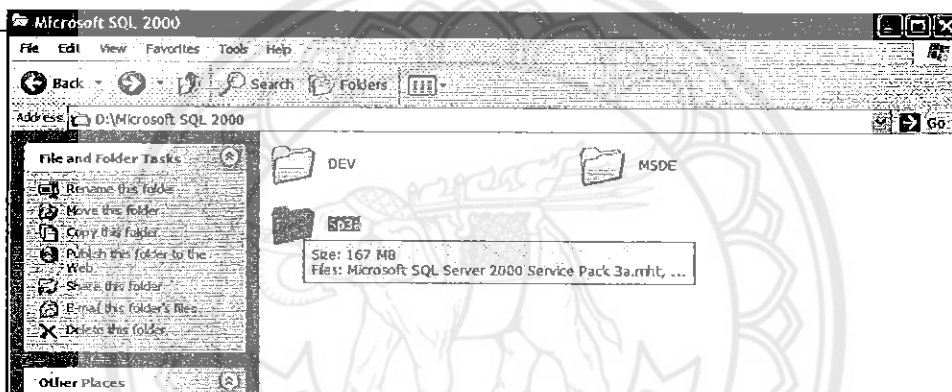 Microsoft SQL 2000
File Edit View Favorites Tools Help
Back Search Folders
Address D:\Microsoft SQL 2000 Go
File and Folder Tasks
Rename this folder
Move this folder
Copy this folder
Publish this folder to the
Web
Share this folder
E-mail this folder's files
Delete this folder
Other Places
DEV MSDE
sp3a
Size: 167 MB
Files: Microsoft SQL Server 2000 Service Pack 3a.mht, ...